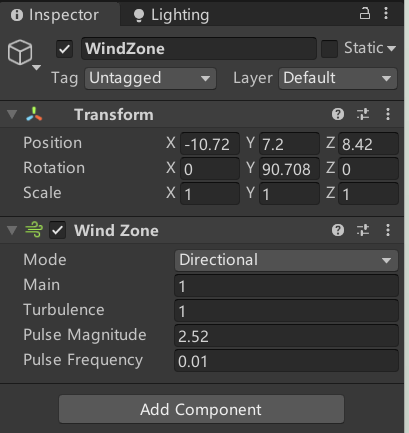 Inspector Lighting
WindZone Static
Tag Untagged Layer Default
Transform
Position X -10.72 Y 7.2 Z 8.42
Rotation X 0 Y 90.708 Z 0
Scale X 1 Y 1 Z 1
Wind Zone
Mode Directional
Main 1
Turbulence 1
Pulse Magnitude 2.52
Pulse Frequency 0.01
Add Component